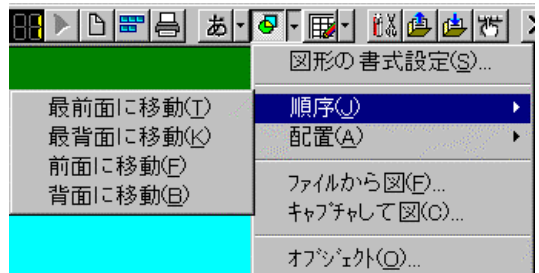 あ
図形の書式設定(S)...
順序(J)
配置(A)
ファイルから図(F)...
キャプチャして図(C)...
オブジェクト(O)...
最前面に移動(T)
最背面に移動(K)
前面に移動(F)
背面に移動(B)